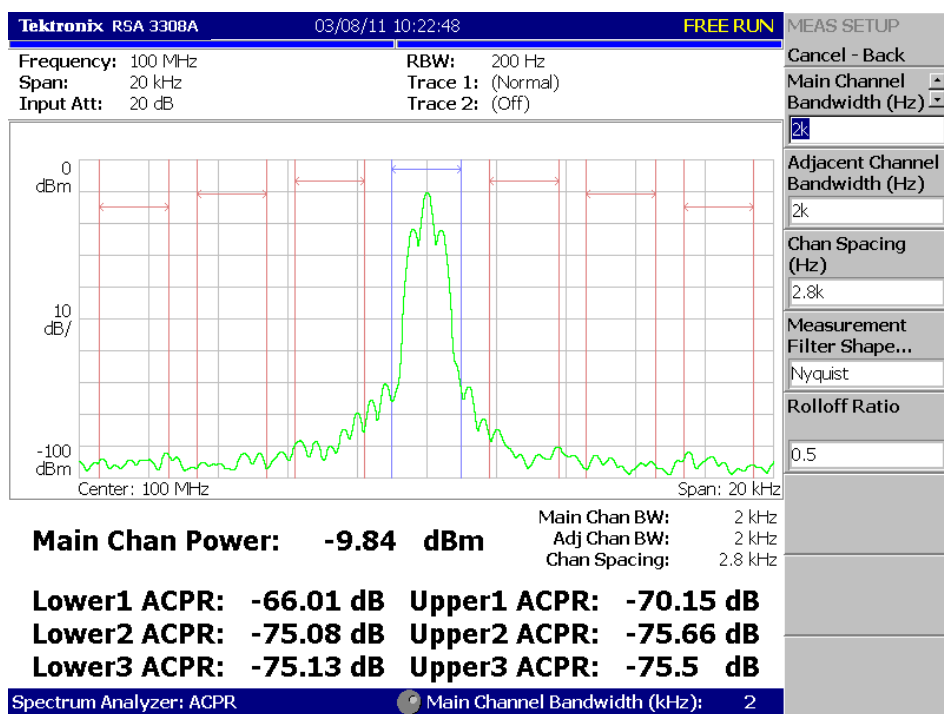 Tektronix RSA 3308A 03/08/11 10:22:48 FREE RUN
Frequency: 100 MHz RBW: 200 Hz
Span: 20 kHz Trace 1: (Normal)
Input Att: 20 dB Trace 2: (Off)
0
dBm
10
dB/
-100
dBm
Center: 100 MHz Span: 20 kHz
Main Chan Power: -9.84 dBm
Main Chan BW: 2 kHz
Adj Chan BW: 2 kHz
Chan Spacing: 2.8 kHz
Lower1 ACPR: -66.01 dB Upper1 ACPR: -70.15 dB
Lower2 ACPR: -75.08 dB Upper2 ACPR: -75.66 dB
Lower3 ACPR: -75.13 dB Upper3 ACPR: -75.5 dB
Spectrum Analyzer: ACPR Main Channel Bandwidth (kHz): 2
MEAS SETUP
Cancel - Back
Main Channel
Bandwidth (Hz)
2k
Adjacent Channel
Bandwidth (Hz)
2k
Chan Spacing
(Hz)
2.8k
Measurement
Filter Shape...
Nyquist
Rolloff Ratio
0.5